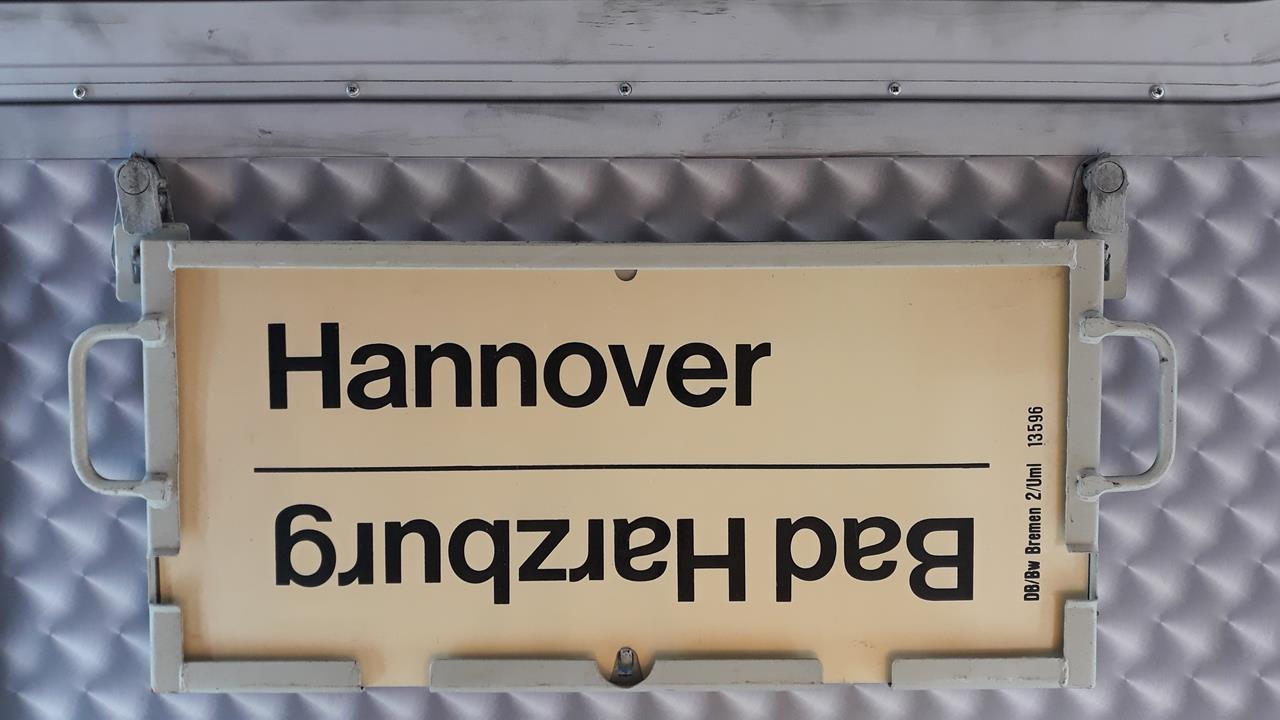 Hannover
Bad Harzburg
DB/Bw Bremen 2/Uml 13596